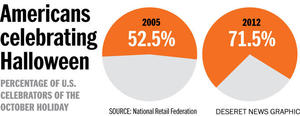 Americans
celebrating
Halloween
PERCENTAGE OF U.S.
CELEBRATORS OF THE
OCTOBER HOLIDAY
2005
52.5%
2012
71.5%
SOURCE: National Retail Federation
DESERET NEWS GRAPHIC